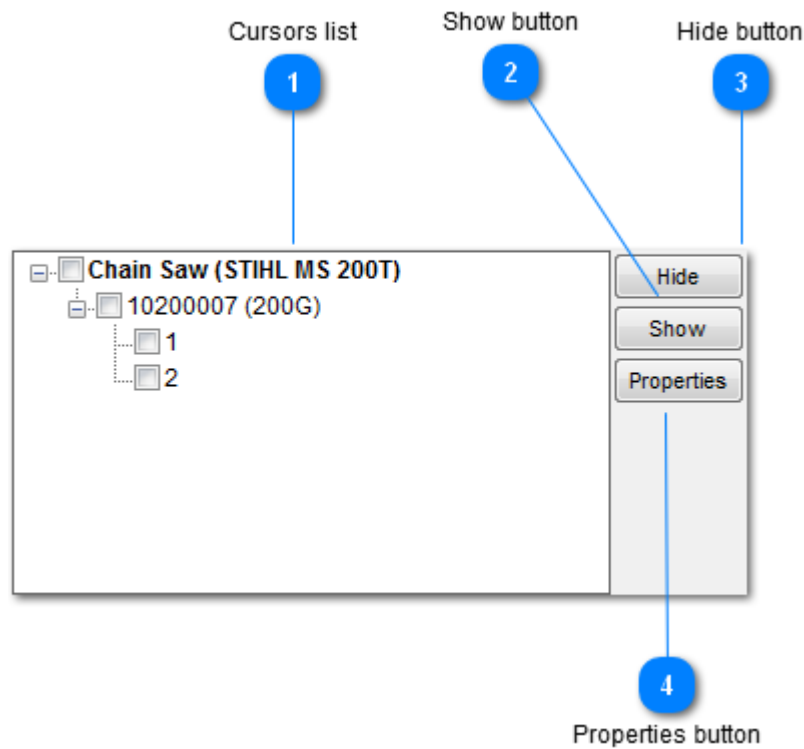 Cursors list
Show button
Hide button
1
2
3
Chain Saw (STIHL MS 200T)
10200007 (200G)
1
2
Hide
Show
Properties
4
Properties button